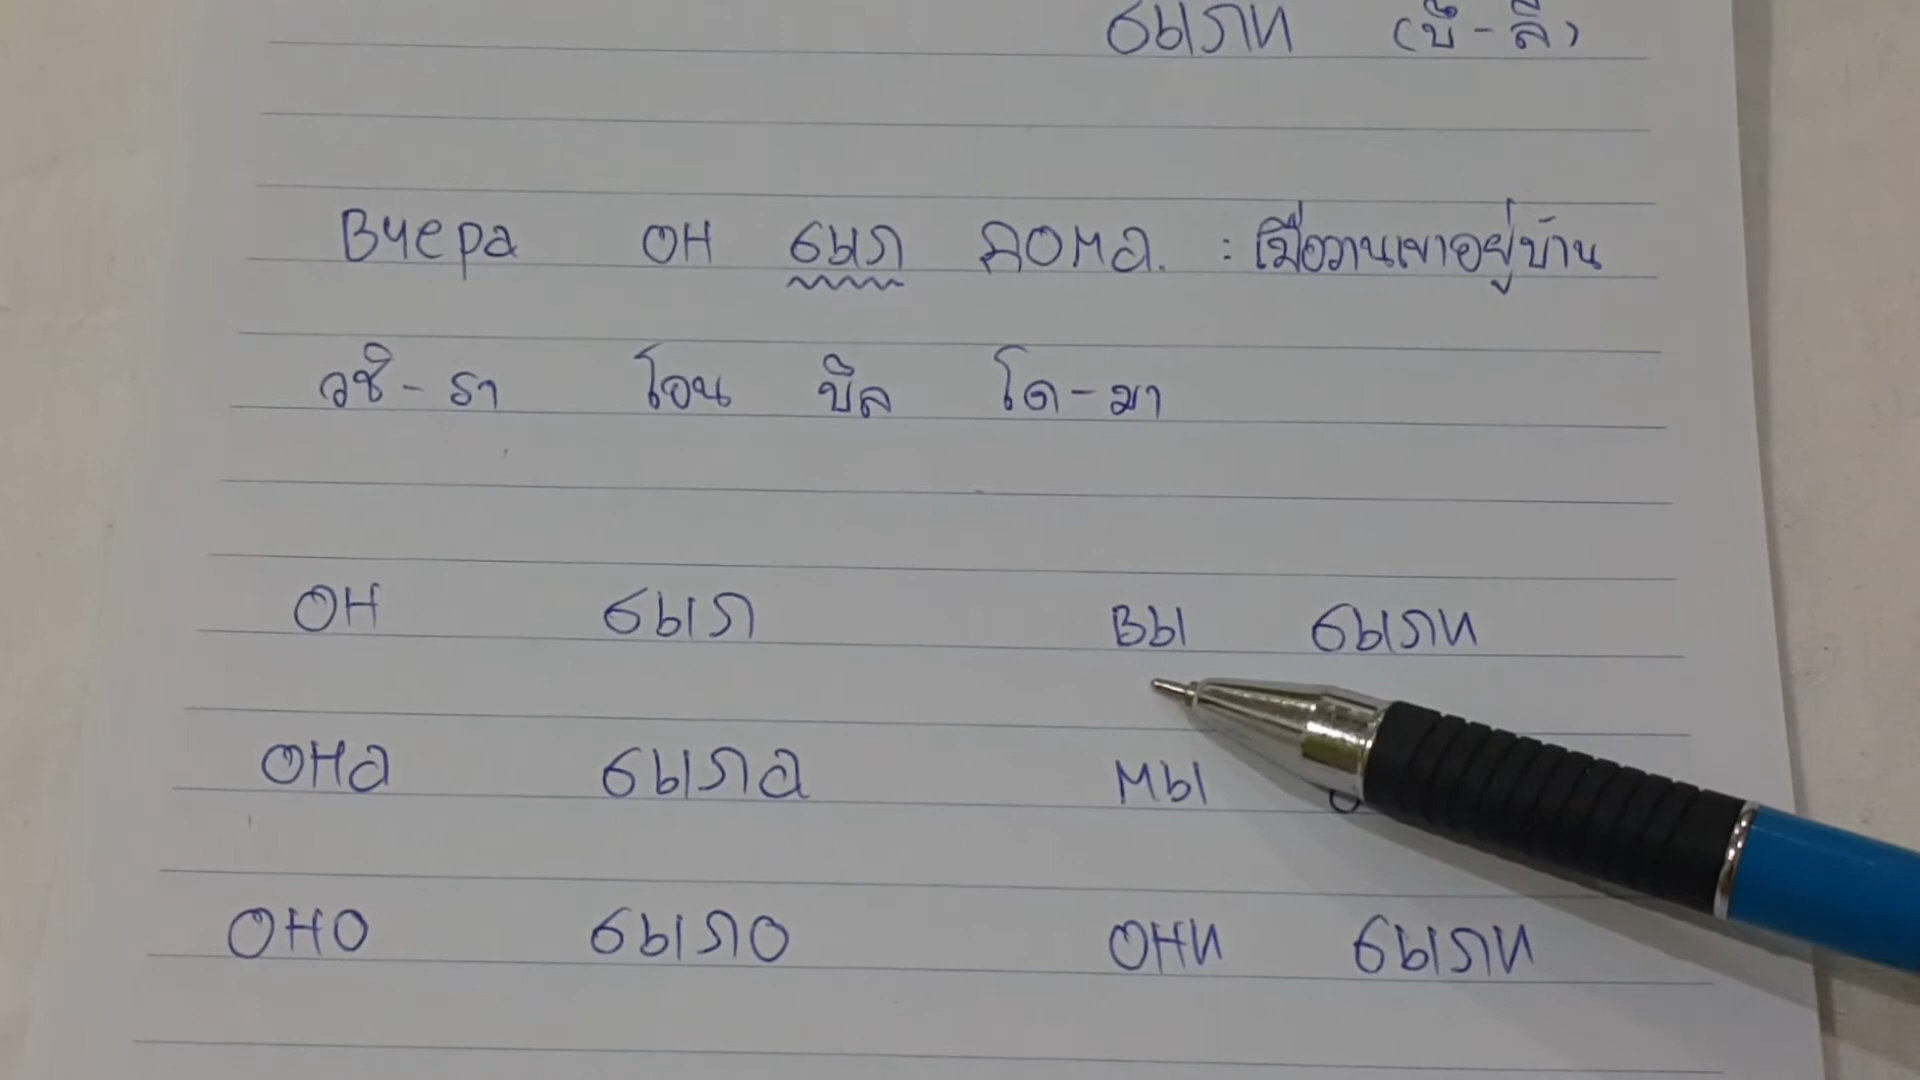 были (บึ - ลี)
Вчера он был дома. : เมื่อวานเขาอยู่บ้าน
วชิ - รา โอน บึล โด - มา
он был вы были
она была мы
оно было они были